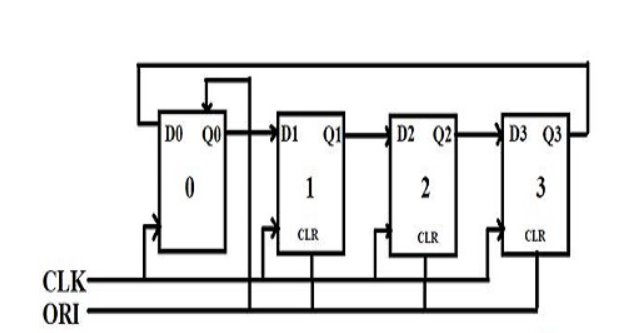 D0 Q0 D1 Q1 D2 Q2 D3 Q3
0 1 2 3
CLR CLR CLR
CLK
ORI